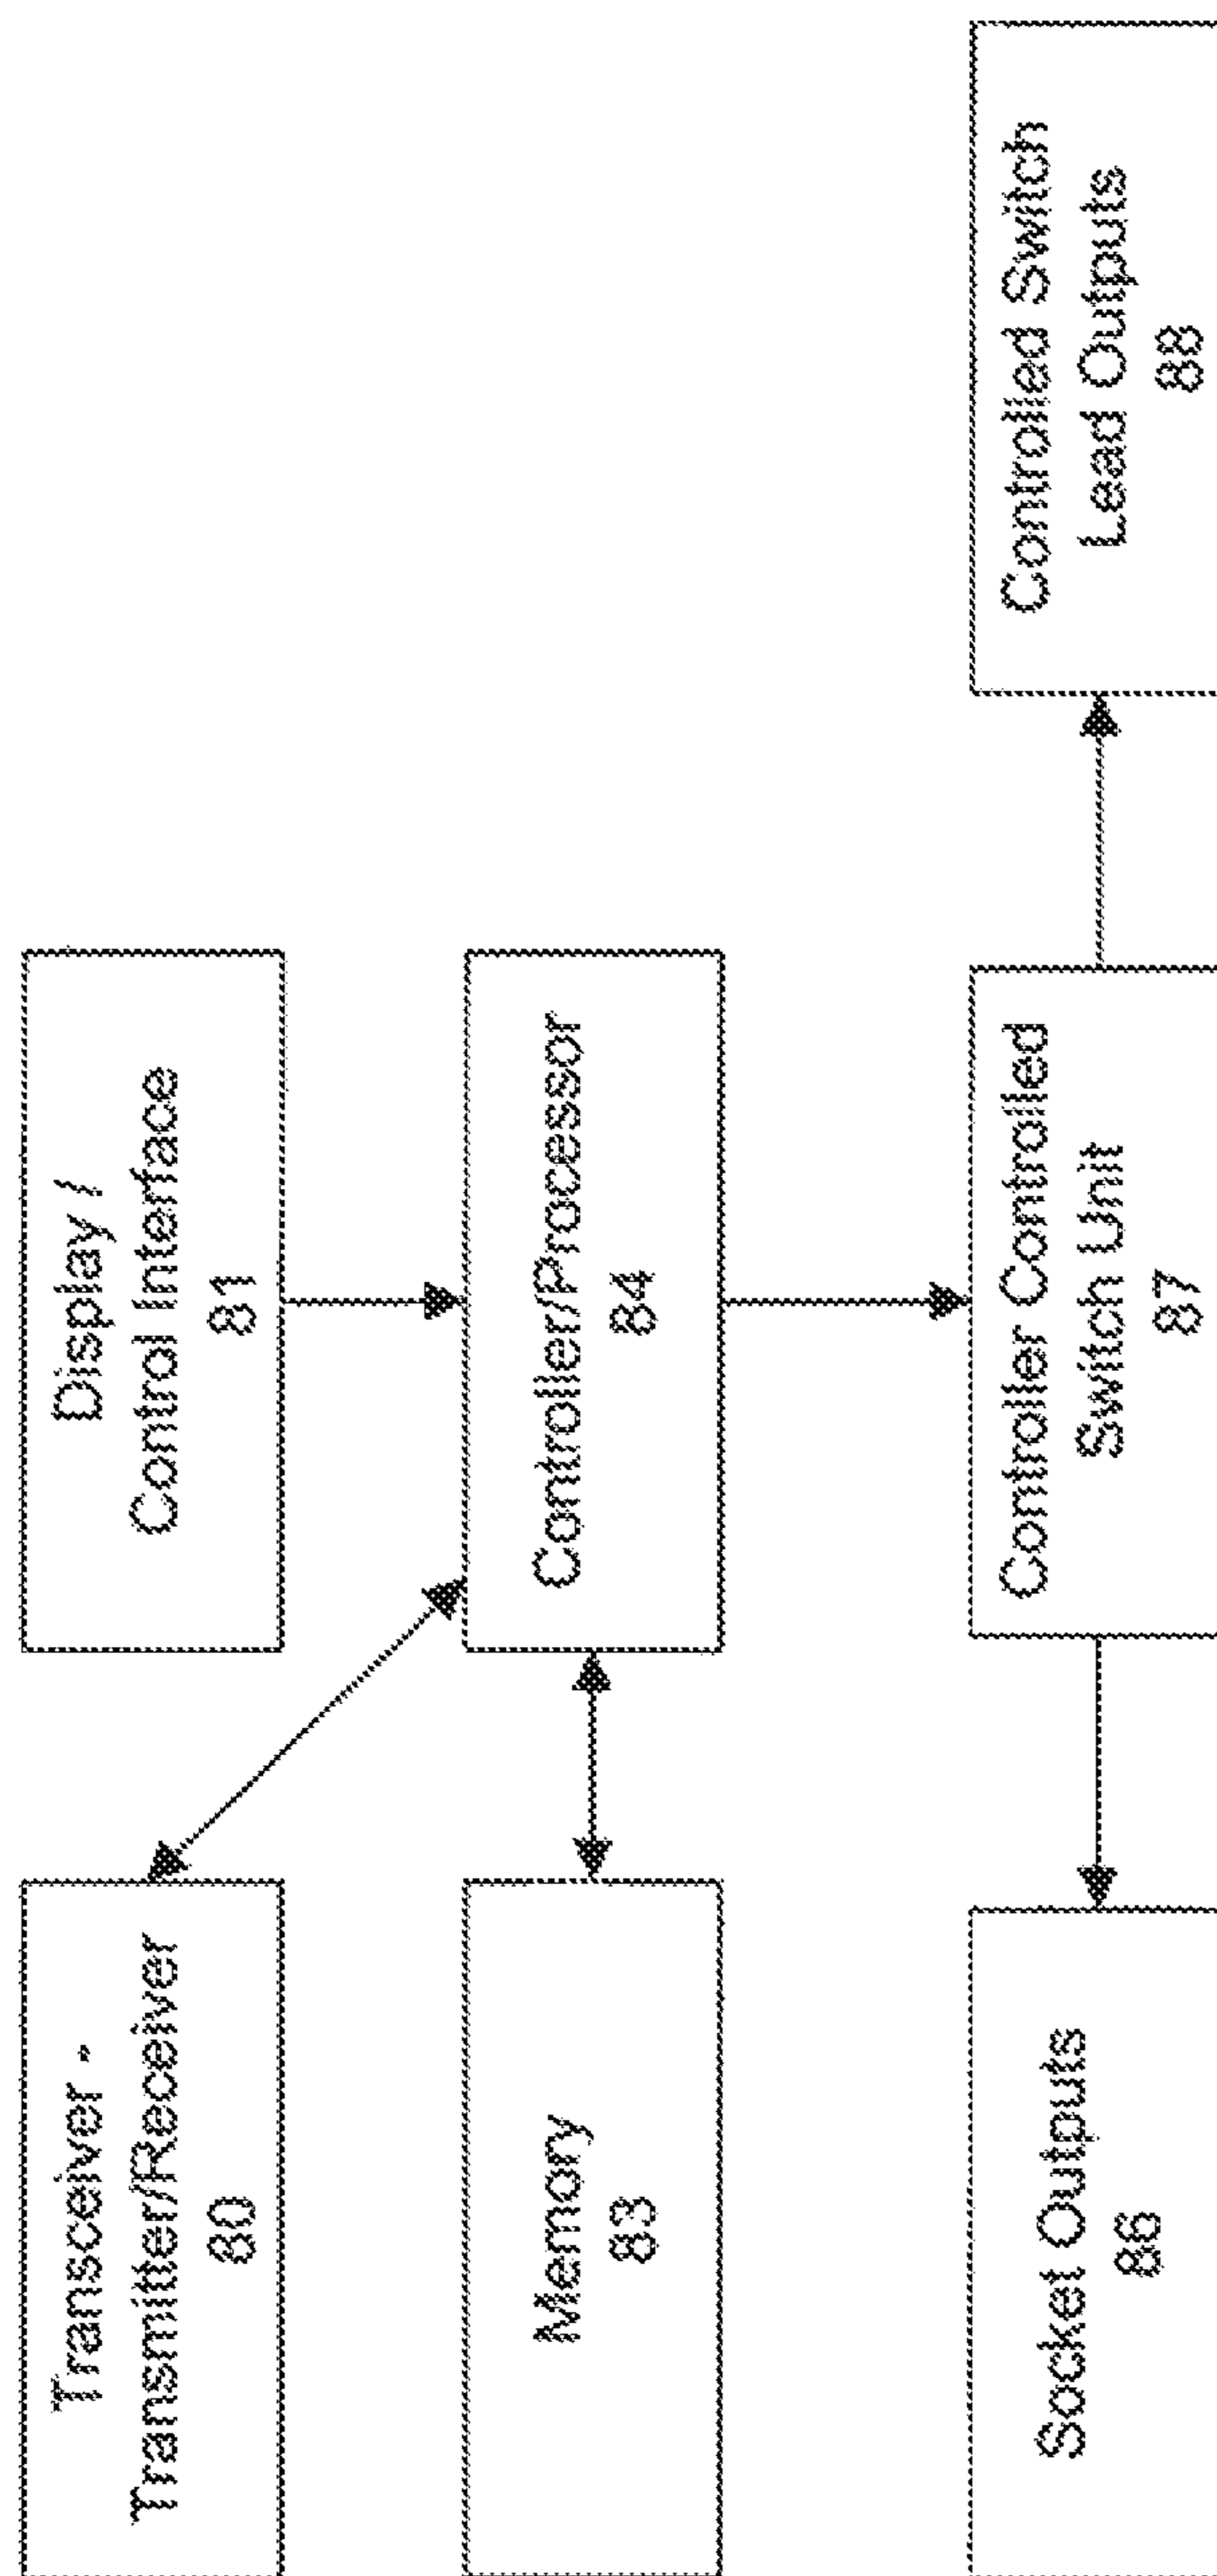 Transceiver -
Transmitter/Receiver
80
Display /
Control Interface
81
Memory
83
Controller/Processor
84
Socket Outputs
86
Controller Controlled
Switch Unit
87
Controlled Switch
Lead Outputs
88